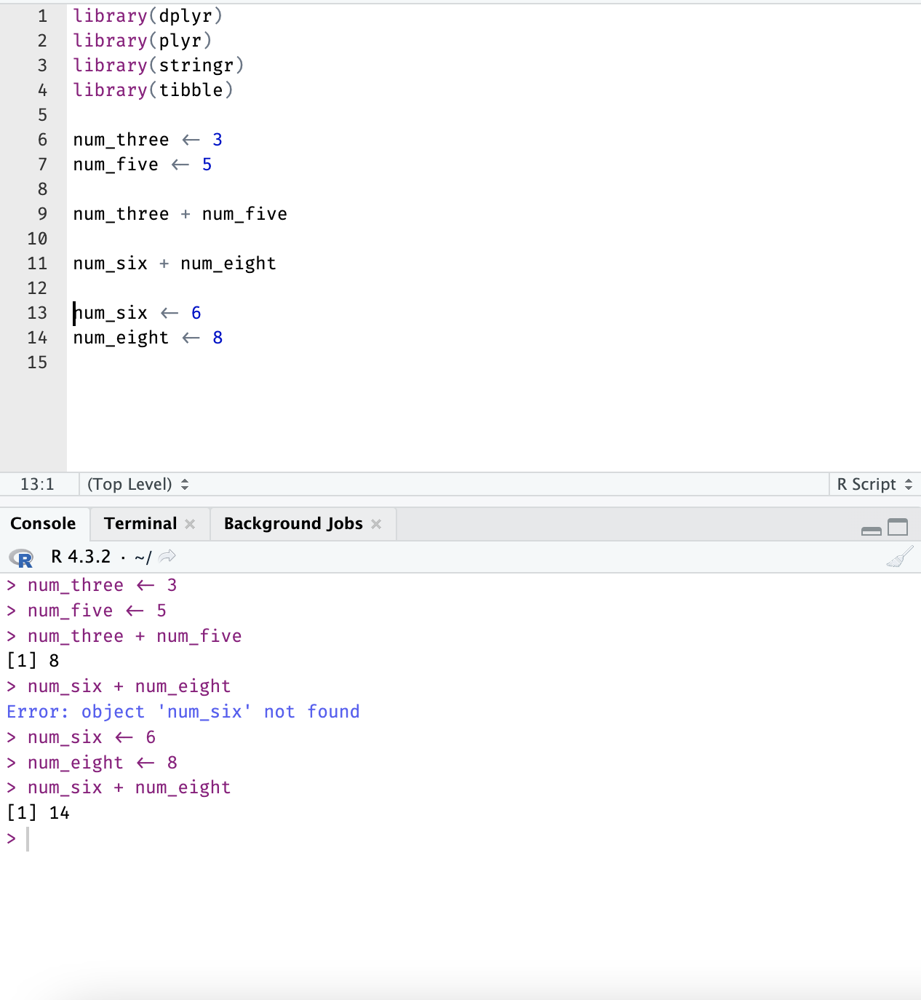 1 library(dplyr)
2 library(plyr)
3 library(stringr)
4 library(tibble)
5
6 num_three <- 3
7 num_five <- 5
8
9 num_three + num_five
10
11 num_six + num_eight
12
13 num_six <- 6
14 num_eight <- 8
15
13:1 (Top Level) R Script
Console Terminal Background Jobs
R R 4.3.2 · ~/
> num_three <- 3
> num_five <- 5
> num_three + num_five
[1] 8
> num_six + num_eight
Error: object 'num_six' not found
> num_six <- 6
> num_eight <- 8
> num_six + num_eight
[1] 14
>